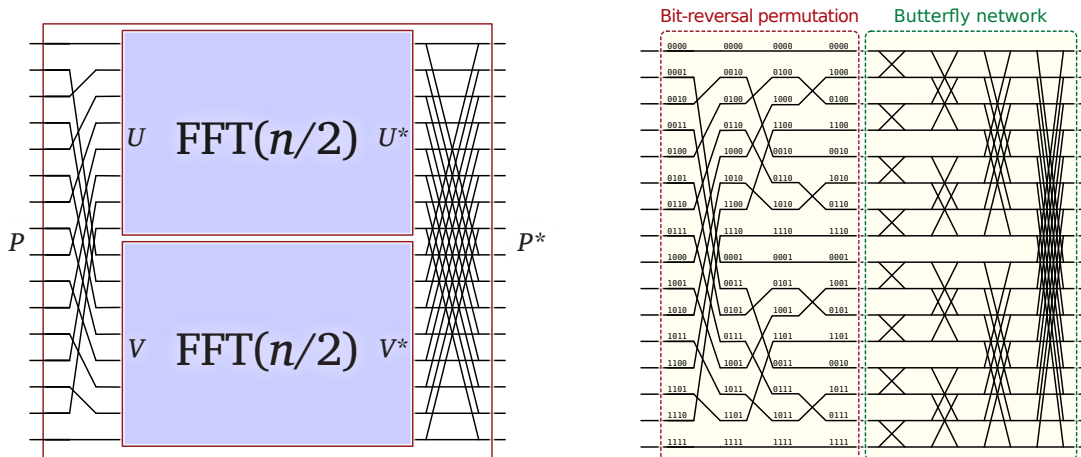 P
U
FFT(n/2)
U*
V
FFT(n/2)
V*
P*
Bit-reversal permutation
Butterfly network
0000 0000 0000 0000
0001 0010 0100 1000
0010 0100 1000 0100
0011 0110 1100 1100
0100 1000 0010 0010
0101 1010 0110 1010
0110 1100 1010 0110
0111 1110 1110 1110
1000 0001 0001 0001
1001 0011 0101 1001
1010 0101 1001 0101
1011 0111 1101 1101
1100 1001 0011 0010
1101 1011 0111 1011
1110 1101 1011 0111
1111 1111 1111 1111